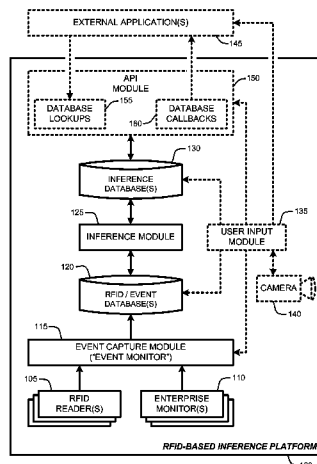 EXTERNAL APPLICATION(S)
145
API
MODULE
150
155
DATABASE
LOOKUPS
160
DATABASE
CALLBACKS
130
INFERENCE
DATABASE(S)
125
INFERENCE MODULE
135
USER INPUT
MODULE
120
RFID / EVENT
DATABASE(S)
CAMERA
140
115
EVENT CAPTURE MODULE
("EVENT MONITOR")
105
RFID
READER(S)
110
ENTERPRISE
MONITOR(S)
RFID-BASED INFERENCE PLATFORM